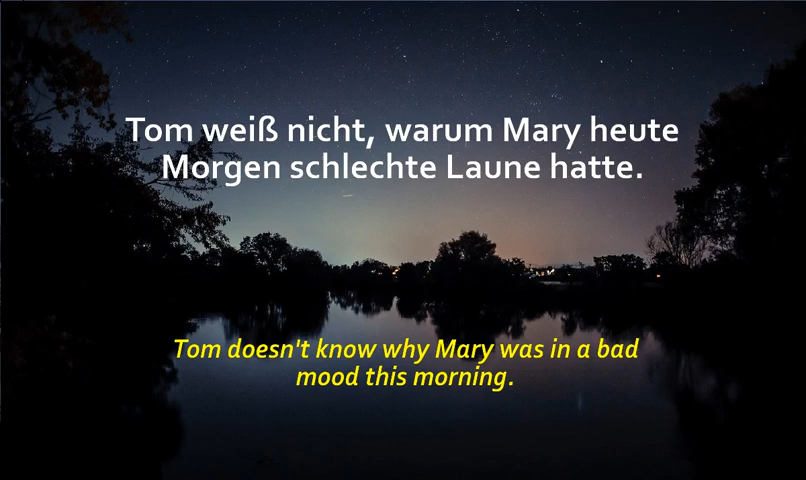 Tom weiß nicht, warum Mary heute
Morgen schlechte Laune hatte.
Tom doesn't know why Mary was in a bad
mood this morning.